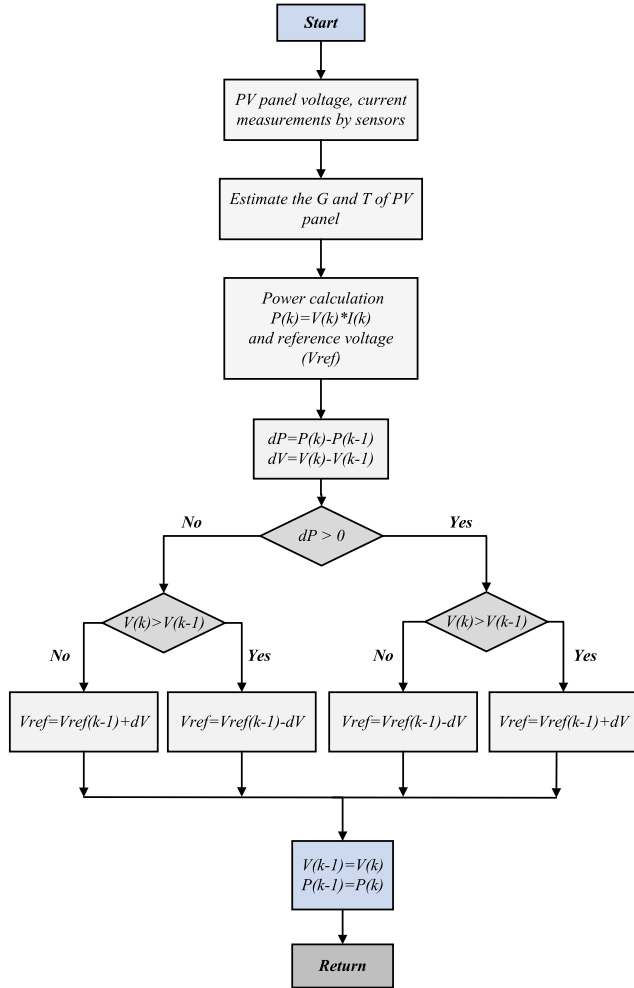 Start
PV panel voltage, current
measurements by sensors
Estimate the G and T of PV
panel
Power calculation
P(k)=V(k)*I(k)
and reference voltage
(Vref)
dP=P(k)-P(k-1)
dV=V(k)-V(k-1)
No
Yes
dP > 0
V(k)>V(k-1)
V(k)>V(k-1)
No
Yes
No
Yes
Vref=Vref(k-1)+dV
Vref=Vref(k-1)-dV
Vref=Vref(k-1)-dV
Vref=Vref(k-1)+dV
V(k-1)=V(k)
P(k-1)=P(k)
Return